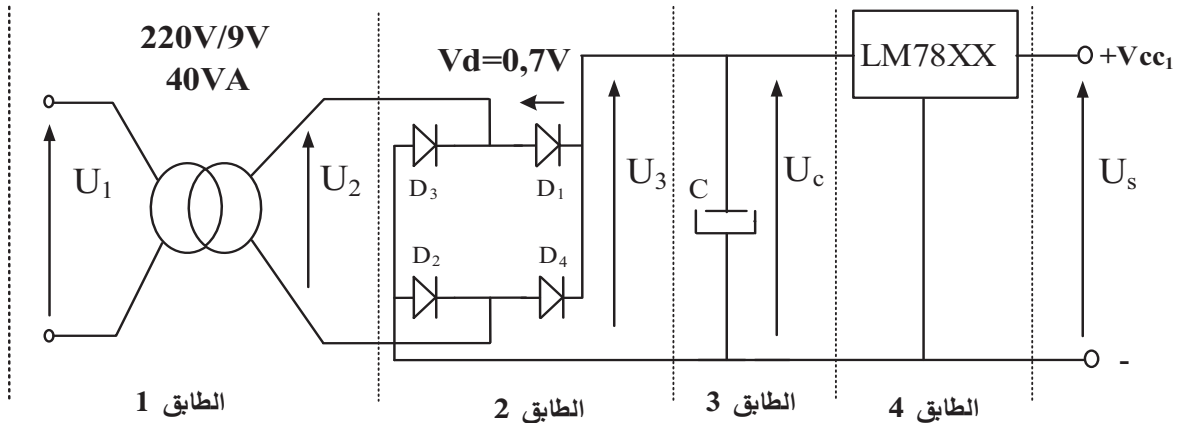 220V/9V
40VA
Vd=0,7V
LM78XX
+Vcc₁
U₁
U₂
D₃
D₁
U₃
C
U꜀
Uₛ
D₂
D₄
-
الطابق 1
الطابق 2
الطابق 3
الطابق 4